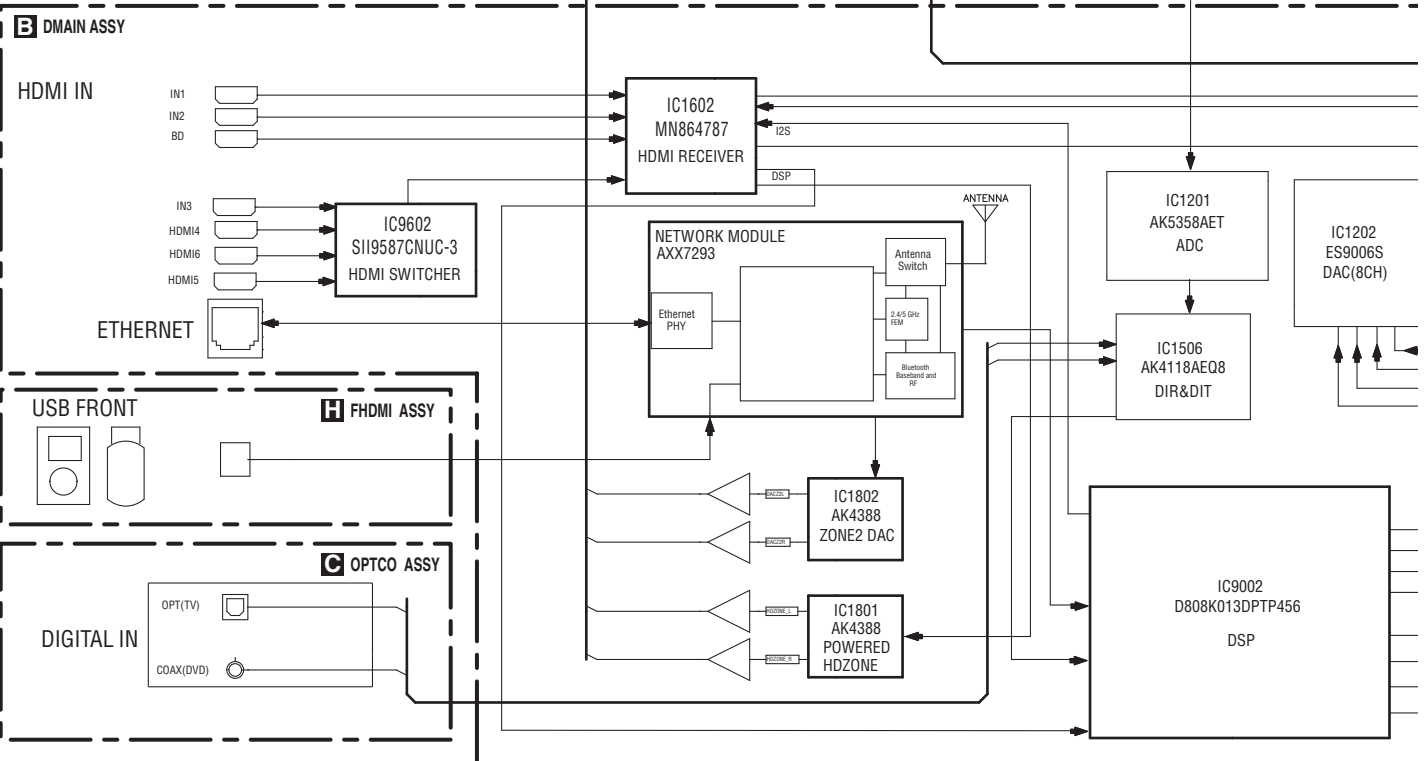 B DMAIN ASSY
HDMI IN
IN1
IN2
BD
IC1602
MN864787
HDMI RECEIVER
I2S
DSP
IN3
HDMI4
HDMI6
HDMI5
IC9602
SII9587CNUC-3
HDMI SWITCHER
ETHERNET
ANTENNA
NETWORK MODULE
AXX7293
Antenna
Switch
Ethernet
PHY
2.4/5 GHz
FEM
Bluetooth
Baseband and
RF
IC1201
AK5358AET
ADC
IC1202
ES9006S
DAC(8CH)
IC1506
AK4118AEQ8
DIR&DIT
USB FRONT
H FHDMI ASSY
C OPTCO ASSY
DIGITAL IN
OPT(TV)
COAX(DVD)
DACZ2L
DACZ2R
IC1802
AK4388
ZONE2 DAC
HDZONE_L
HDZONE_R
IC1801
AK4388
POWERED
HDZONE
IC9002
D808K013DPTP456
DSP